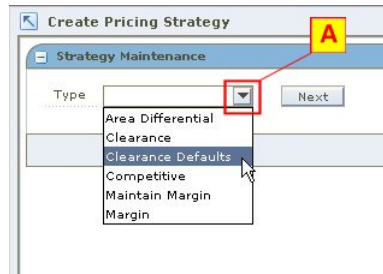 Create Pricing Strategy
A
Strategy Maintenance
Type
Next
Area Differential
Clearance
Clearance Defaults
Competitive
Maintain Margin
Margin